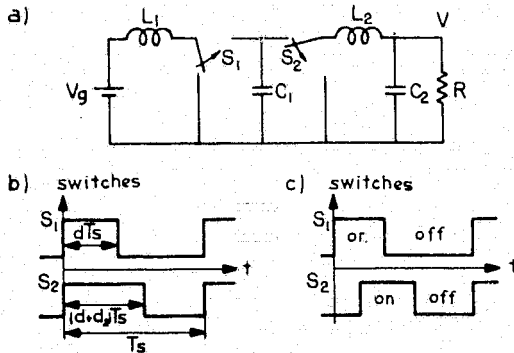 a)
L₁
L₂
V
S₁
S₂
Vg
C₁
C₂
R
b)
switches
c)
switches
S₁
dTs
S₁
or.
off
t
t
S₂
(d+d₂)Ts
S₂
on
off
Ts